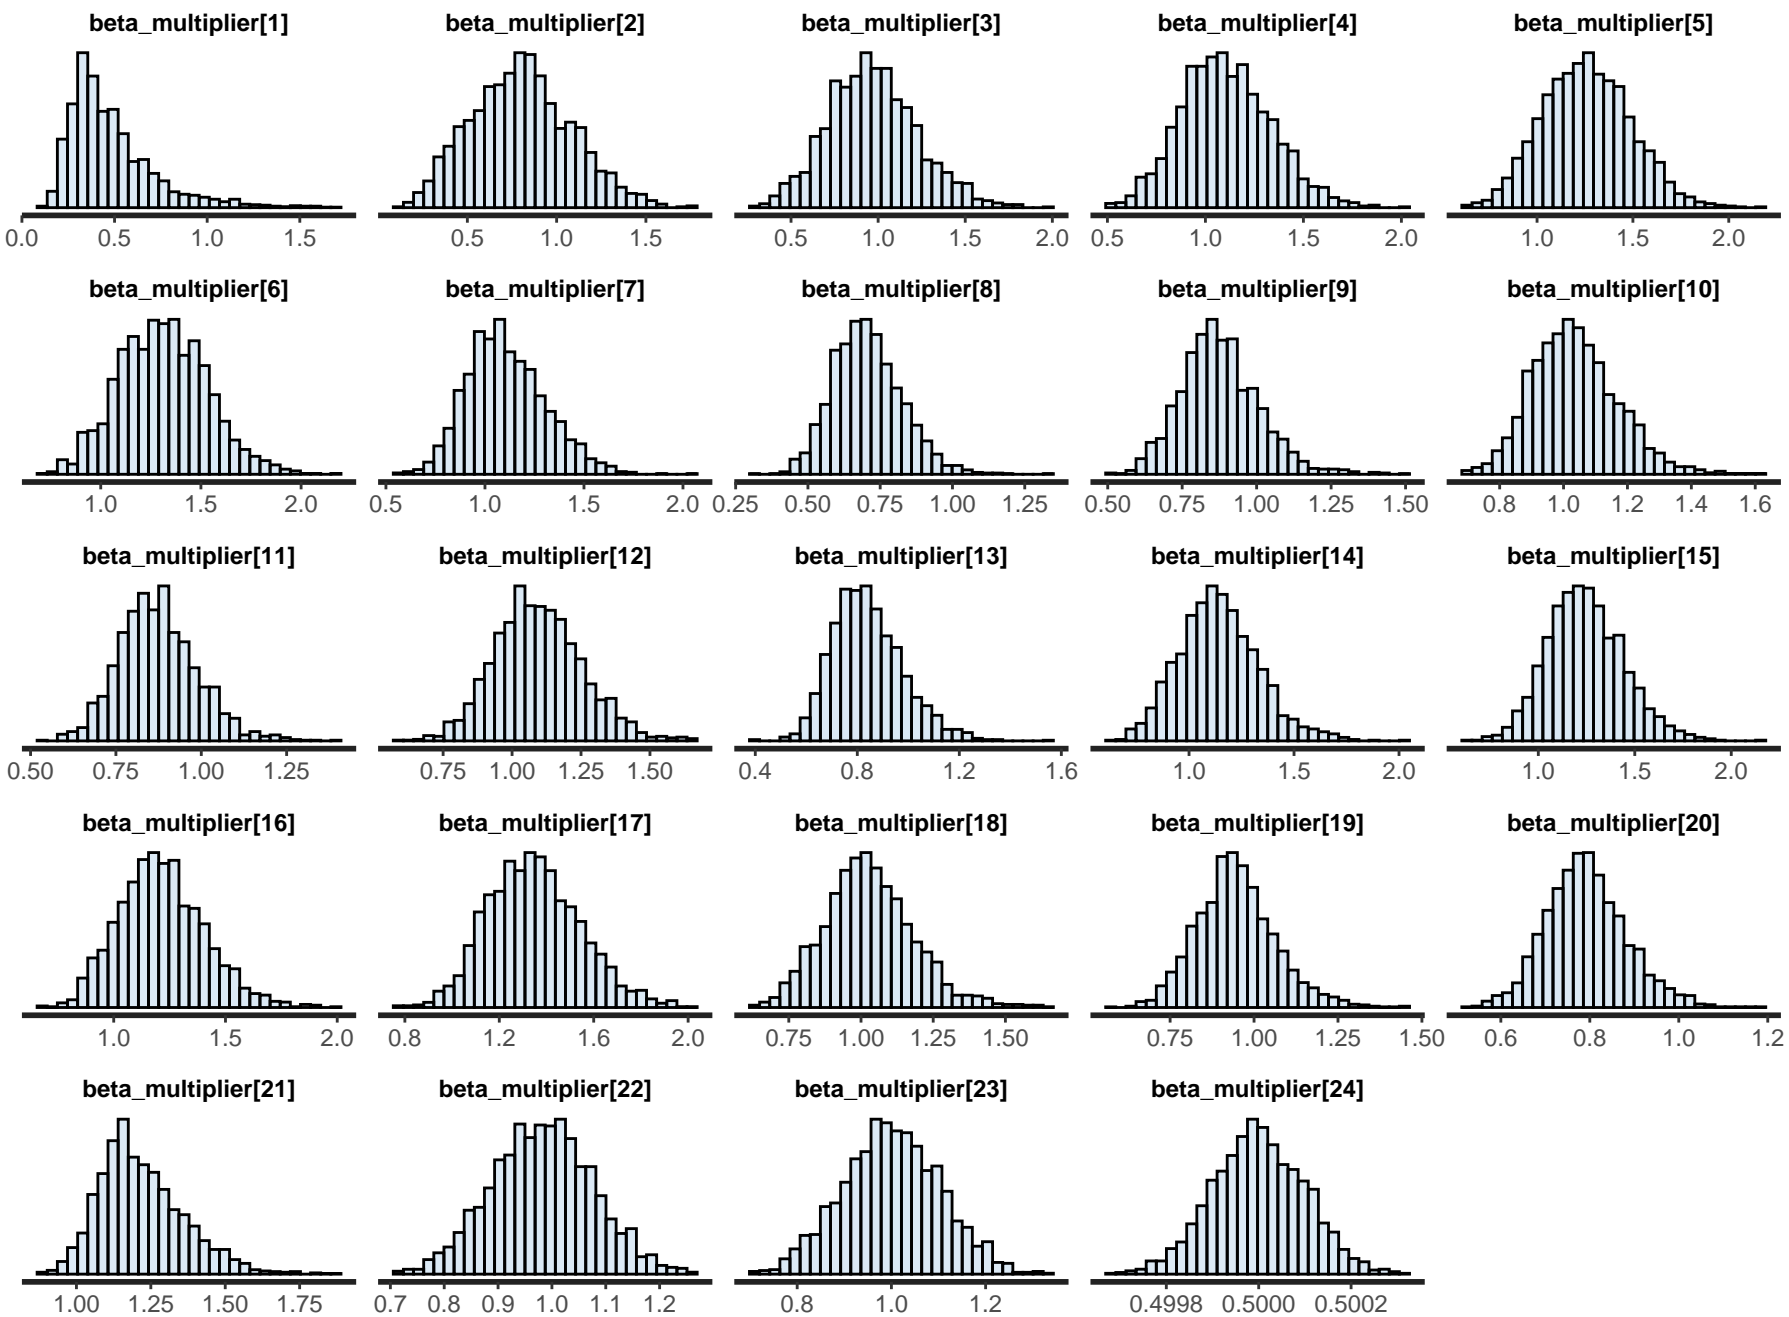 beta_multiplier[1] beta_multiplier[2] beta_multiplier[3] beta_multiplier[4] beta_multiplier[5]
0.0 0.5 1.0 1.5 0.5 1.0 1.5 0.5 1.0 1.5 2.0 0.5 1.0 1.5 2.0 1.0 1.5 2.0
beta_multiplier[6] beta_multiplier[7] beta_multiplier[8] beta_multiplier[9] beta_multiplier[10]
1.0 1.5 2.0 0.5 1.0 1.5 2.0 0.25 0.50 0.75 1.00 1.25 0.50 0.75 1.00 1.25 1.50 0.8 1.0 1.2 1.4 1.6
beta_multiplier[11] beta_multiplier[12] beta_multiplier[13] beta_multiplier[14] beta_multiplier[15]
0.50 0.75 1.00 1.25 0.75 1.00 1.25 1.50 0.4 0.8 1.2 1.6 1.0 1.5 2.0 1.0 1.5 2.0
beta_multiplier[16] beta_multiplier[17] beta_multiplier[18] beta_multiplier[19] beta_multiplier[20]
1.0 1.5 2.0 0.8 1.2 1.6 2.0 0.75 1.00 1.25 1.50 0.75 1.00 1.25 1.50 0.6 0.8 1.0 1.2
beta_multiplier[21] beta_multiplier[22] beta_multiplier[23] beta_multiplier[24]
1.00 1.25 1.50 1.75 0.7 0.8 0.9 1.0 1.1 1.2 0.8 1.0 1.2 0.4998 0.5000 0.5002